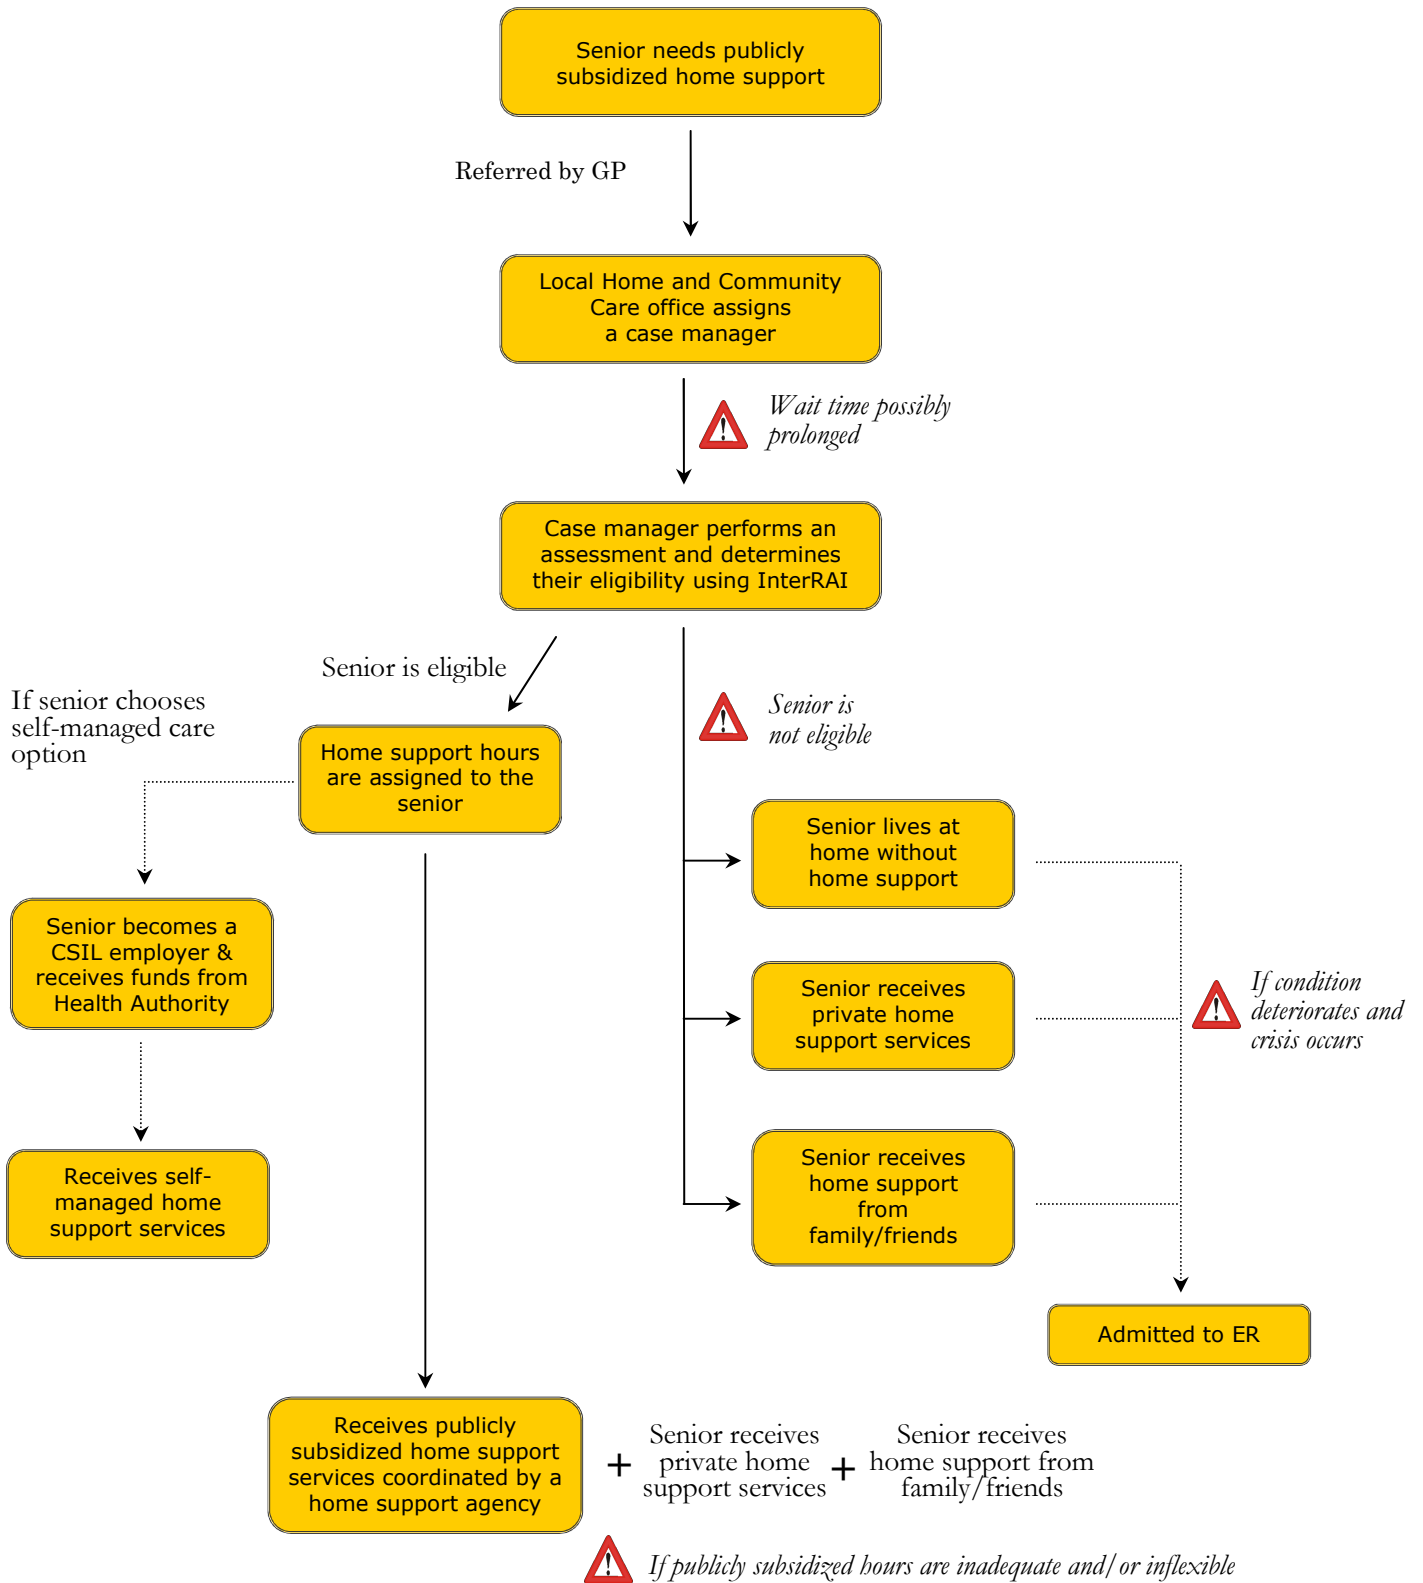 Senior needs publicly
subsidized home support
Referred by GP
Local Home and Community
Care office assigns
a case manager
Wait time possibly
prolonged
Case manager performs an
assessment and determines
their eligibility using InterRAI
Senior is eligible
If senior chooses
self-managed care
option
Senior is
not eligible
Home support hours
are assigned to the
senior
Senior lives at
home without
home support
Senior becomes a
CSIL employer &
receives funds from
Health Authority
Senior receives
private home
support services
If condition
deteriorates and
crisis occurs
Receives self-
managed home
support services
Senior receives
home support
from
family/friends
Admitted to ER
Receives publicly
subsidized home support
services coordinated by a
home support agency
+
Senior receives
private home
support services
+
Senior receives
home support from
family/friends
If publicly subsidized hours are inadequate and/or inflexible